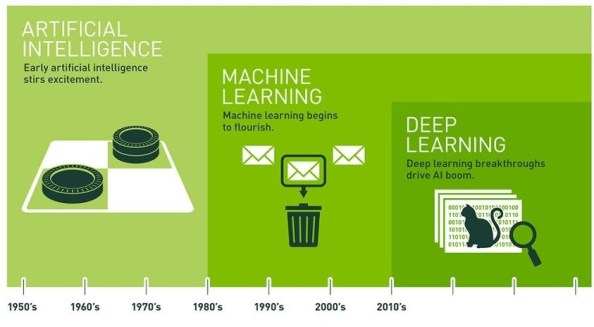 ARTIFICIAL
INTELLIGENCE
Early artificial intelligence
stirs excitement.
MACHINE
LEARNING
Machine learning begins
to flourish.
DEEP
LEARNING
Deep learning breakthroughs
drive AI boom.
1950's 1960's 1970's 1980's 1990's 2000's 2010's